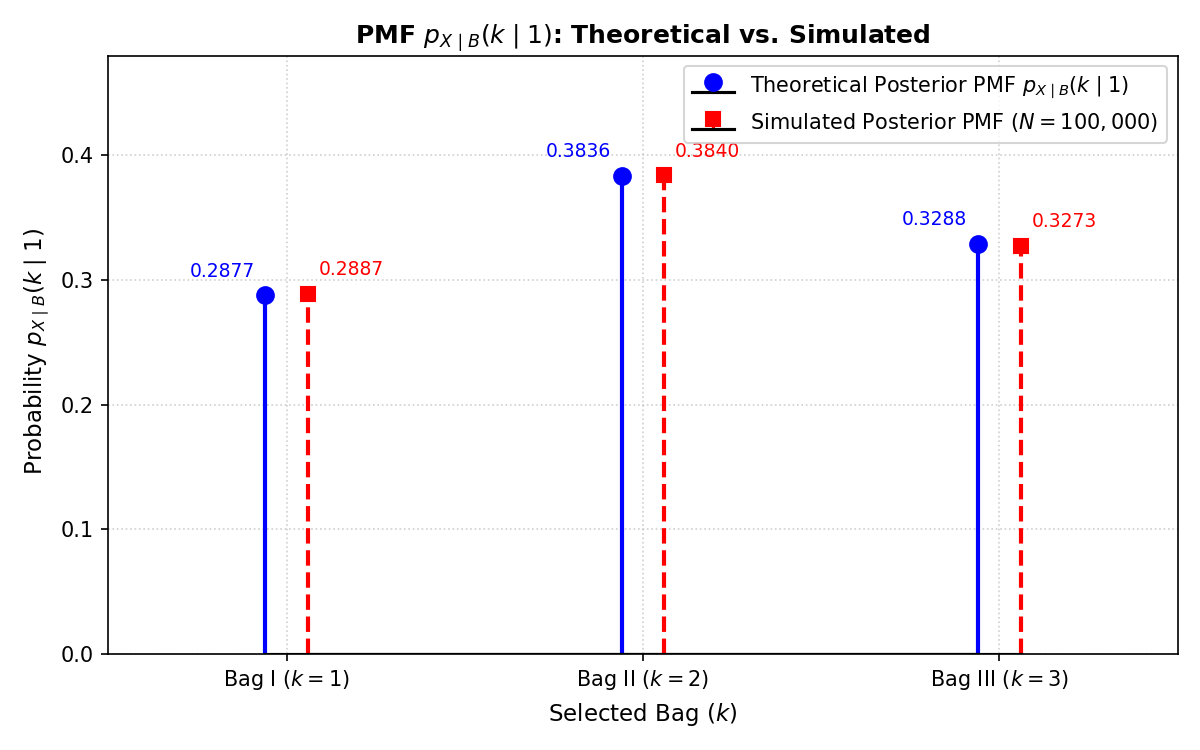 PMF p_{X | B}(k | 1): Theoretical vs. Simulated
Theoretical Posterior PMF p_{X | B}(k | 1)
Simulated Posterior PMF (N = 100, 000)
Probability p_{X | B}(k | 1)
0.4
0.3
0.2
0.1
0.0
0.2877
0.2887
0.3836
0.3840
0.3288
0.3273
Bag I (k = 1)
Bag II (k = 2)
Bag III (k = 3)
Selected Bag (k)